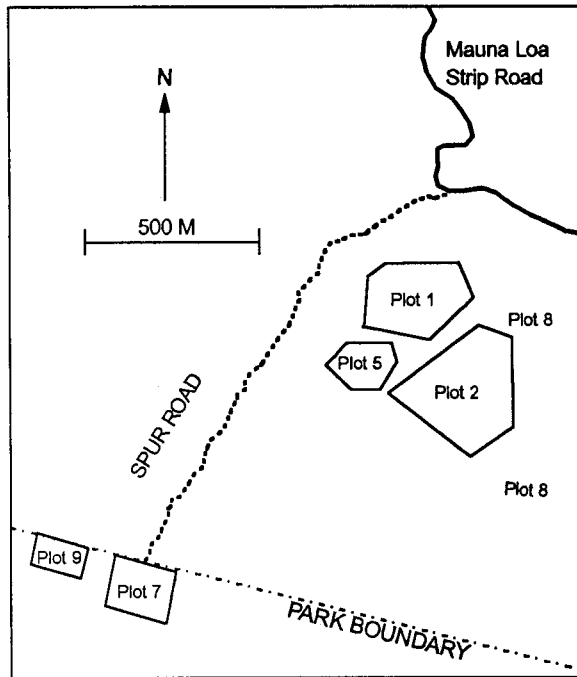 Mauna Loa
Strip Road
N
500 M
Plot 1
Plot 8
Plot 5
Plot 2
SPUR ROAD
Plot 8
Plot 9
Plot 7
PARK BOUNDARY